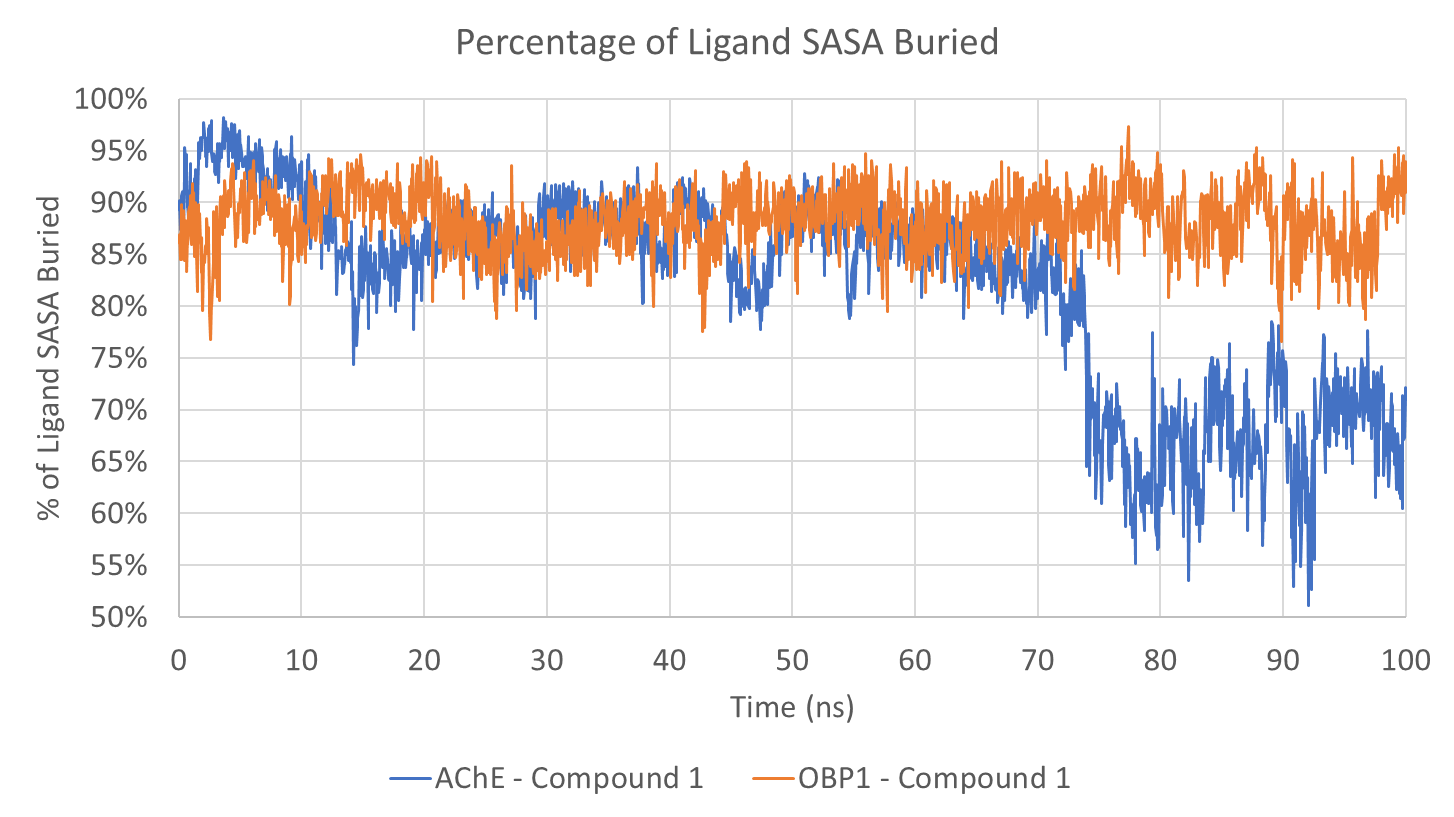 Percentage of Ligand SASA Buried
% of Ligand SASA Buried
100%
95%
90%
85%
80%
75%
70%
65%
60%
55%
50%
0 10 20 30 40 50 60 70 80 90 100
Time (ns)
AChE - Compound 1 OBP1 - Compound 1